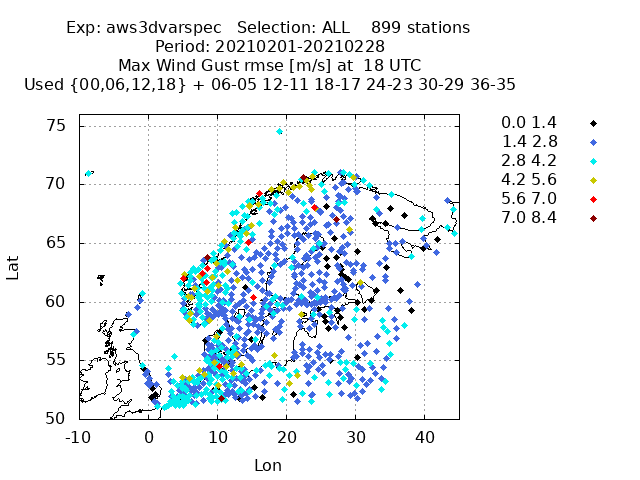 Exp: aws3dvarspec   Selection: ALL    899 stations
Period: 20210201-20210228
Max Wind Gust rmse [m/s] at  18 UTC
Used {00,06,12,18} + 06-05 12-11 18-17 24-23 30-29 36-35
0.0 1.4
1.4 2.8
2.8 4.2
4.2 5.6
5.6 7.0
7.0 8.4
75
70
65
60
55
50
Lat
-10 0 10 20 30 40
Lon